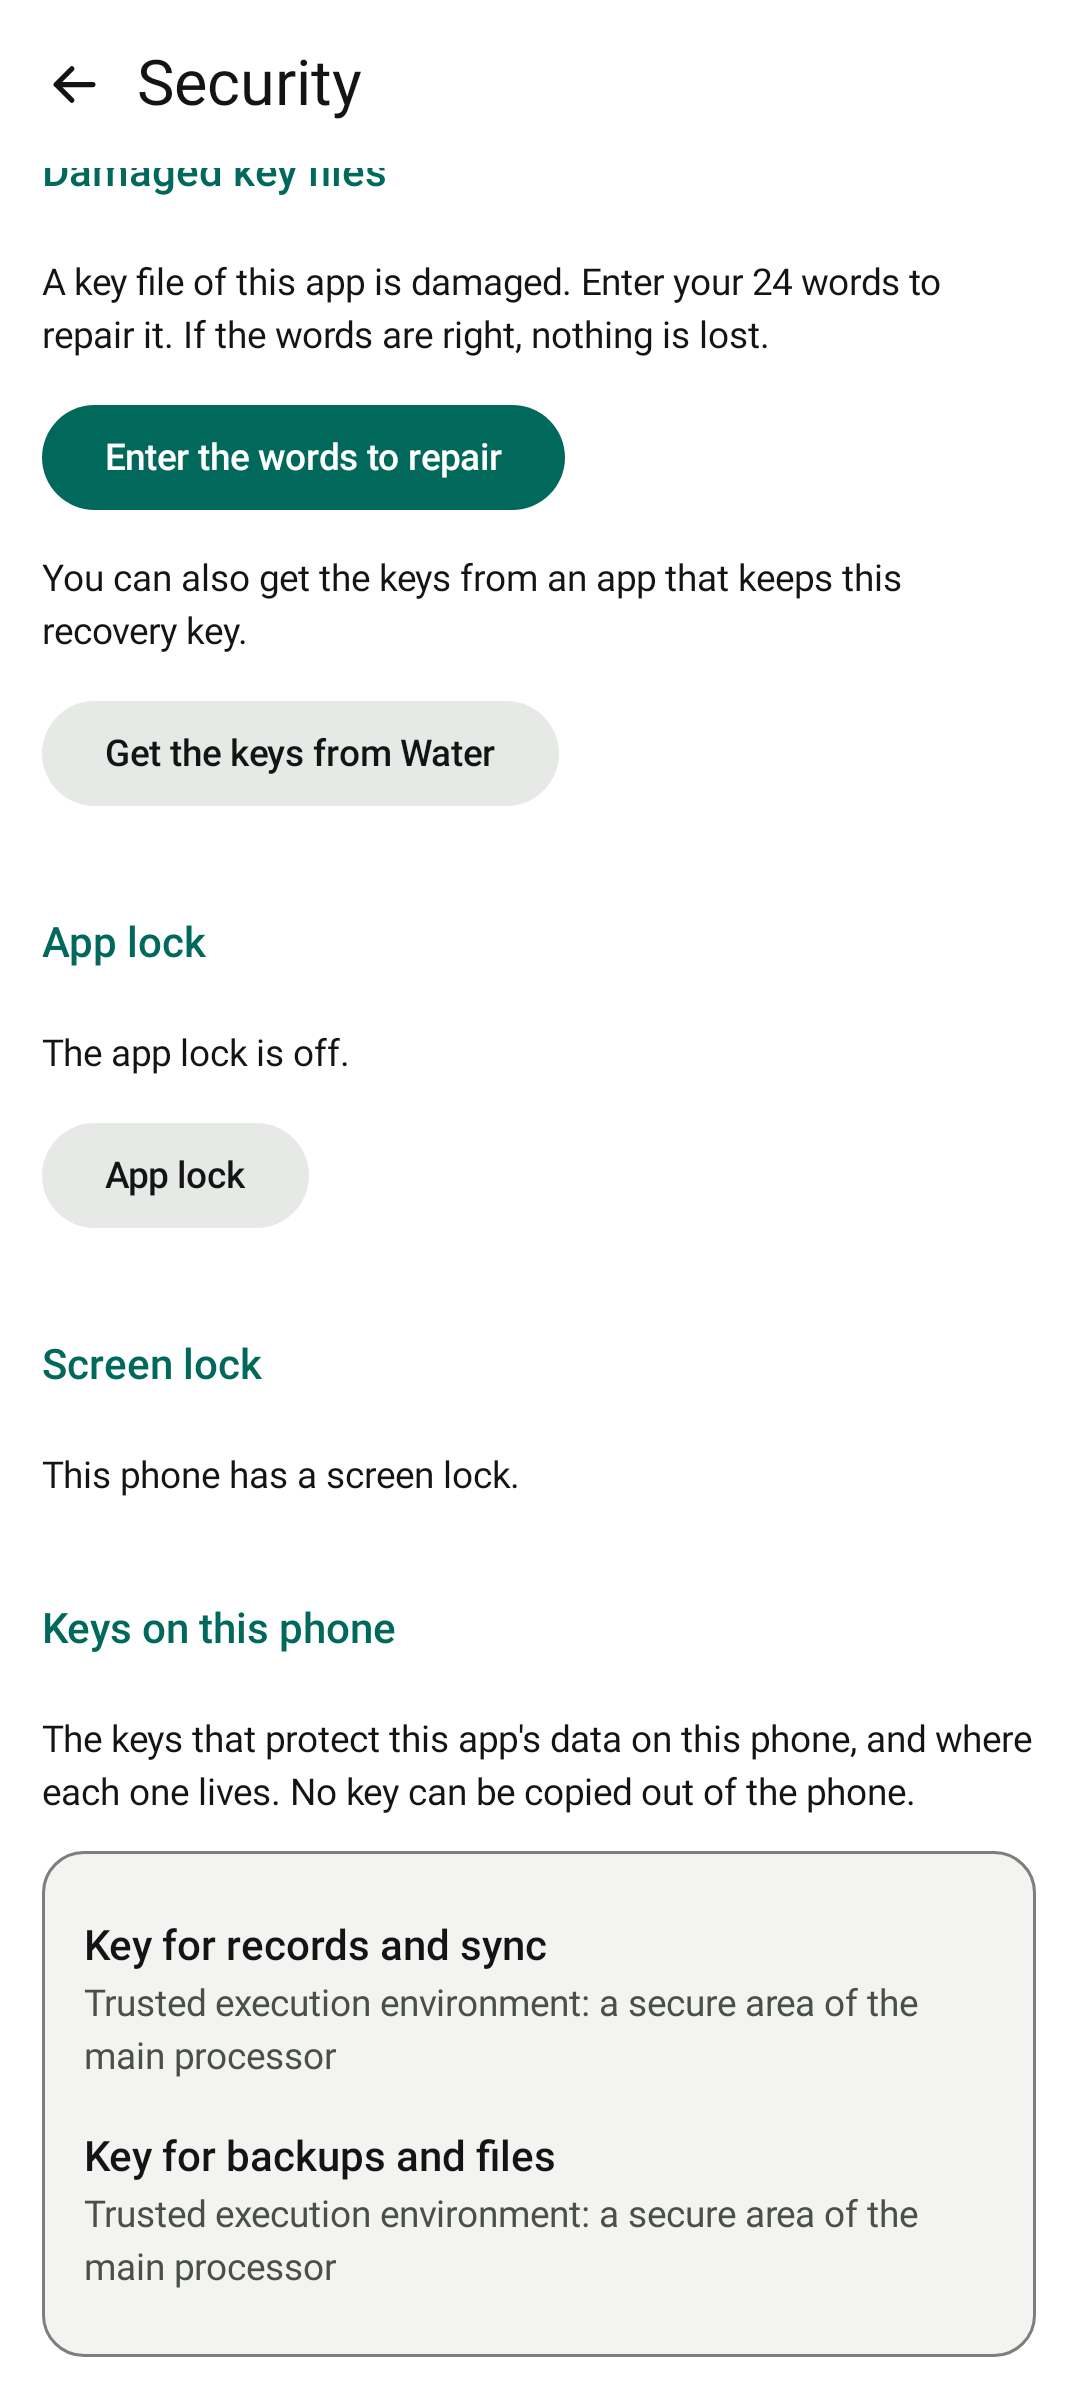 Security
Damaged key files
A key file of this app is damaged. Enter your 24 words to
repair it. If the words are right, nothing is lost.
Enter the words to repair
You can also get the keys from an app that keeps this
recovery key.
Get the keys from Water
App lock
The app lock is off.
App lock
Screen lock
This phone has a screen lock.
Keys on this phone
The keys that protect this app's data on this phone, and where
each one lives. No key can be copied out of the phone.
Key for records and sync
Trusted execution environment: a secure area of the
main processor
Key for backups and files
Trusted execution environment: a secure area of the
main processor